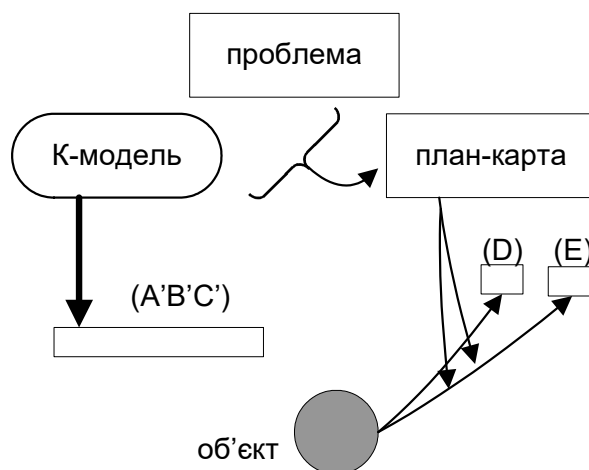 проблема
К-модель
план-карта
(D) (E)
(A’B’C’)
об’єкт